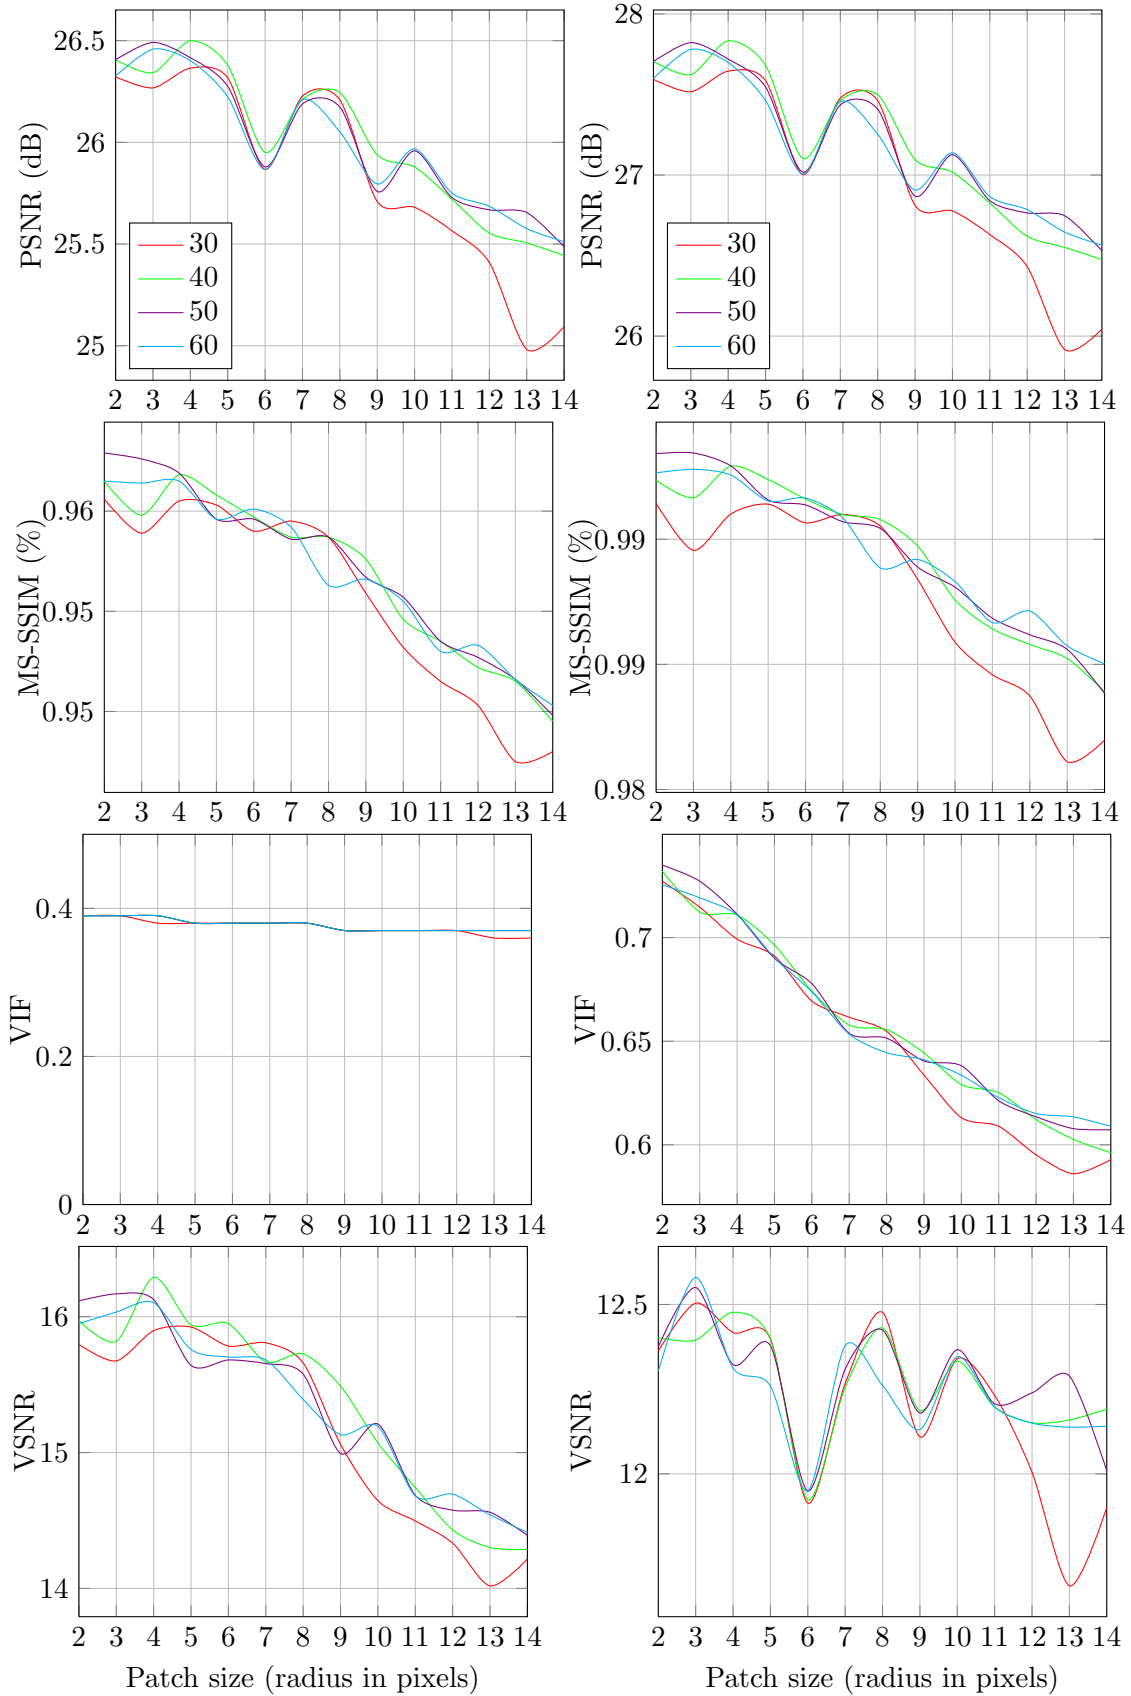 26.5
26
25.5
25
PSNR (dB)
30
40
50
60
2 3 4 5 6 7 8 9 10 11 12 13 14
28
27
26
PSNR (dB)
30
40
50
60
2 3 4 5 6 7 8 9 10 11 12 13 14
0.96
0.95
0.95
MS-SSIM (%)
2 3 4 5 6 7 8 9 10 11 12 13 14
0.99
0.99
0.98
MS-SSIM (%)
2 3 4 5 6 7 8 9 10 11 12 13 14
0.4
0.2
0
VIF
2 3 4 5 6 7 8 9 10 11 12 13 14
0.7
0.65
0.6
VIF
2 3 4 5 6 7 8 9 10 11 12 13 14
16
15
14
VSNR
2 3 4 5 6 7 8 9 10 11 12 13 14
Patch size (radius in pixels)
12.5
12
VSNR
2 3 4 5 6 7 8 9 10 11 12 13 14
Patch size (radius in pixels)